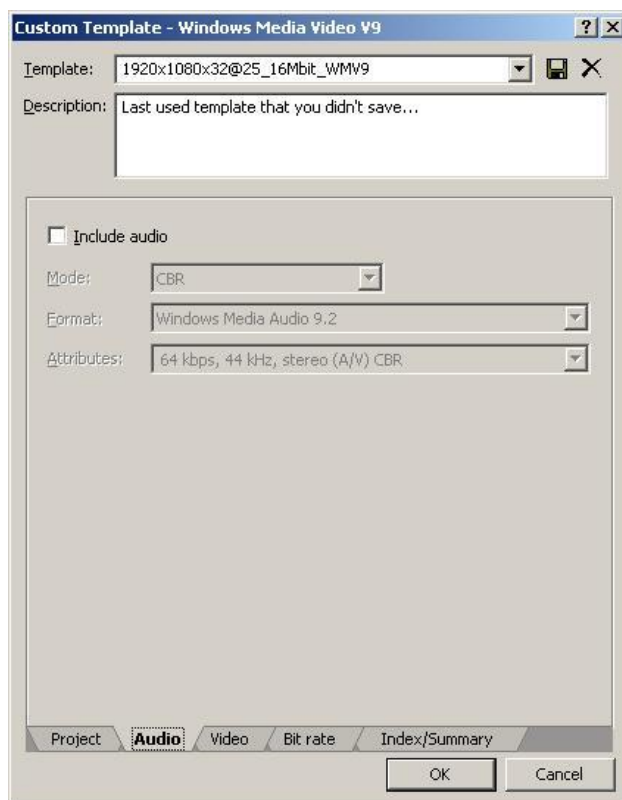 Custom Template - Windows Media Video V9
Template: 1920x1080x32@25_16Mbit_WMV9
Description: Last used template that you didn't save...
Include audio
Mode: CBR
Format: Windows Media Audio 9.2
Attributes: 64 kbps, 44 kHz, stereo (A/V) CBR
Project Audio Video Bit rate Index/Summary
OK Cancel